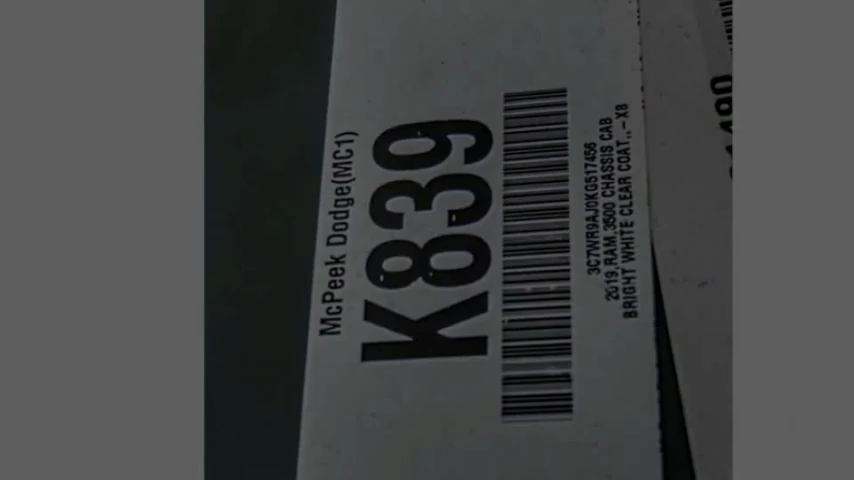 McPeek Dodge(MC1)
K839
3C7WR9AJ0KG517456
2019,RAM,3500 CHASSIS CAB
BRIGHT WHITE CLEAR COAT,,-X8